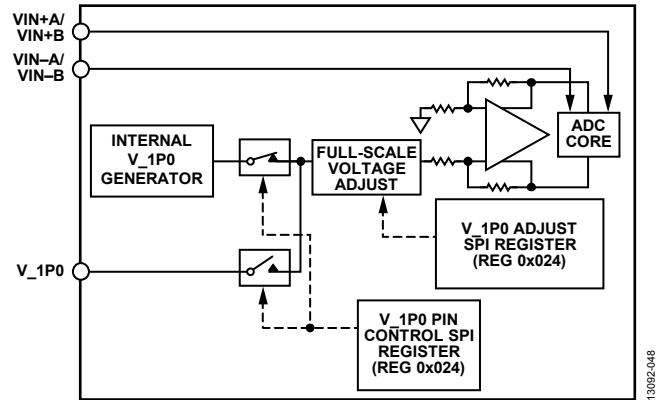 VIN+A/
VIN+B
VIN–A/
VIN–B
INTERNAL
V_1P0
GENERATOR
FULL-SCALE
VOLTAGE
ADJUST
ADC
CORE
V_1P0 ADJUST
SPI REGISTER
(REG 0x024)
V_1P0
V_1P0 PIN
CONTROL SPI
REGISTER
(REG 0x024)
13092-048